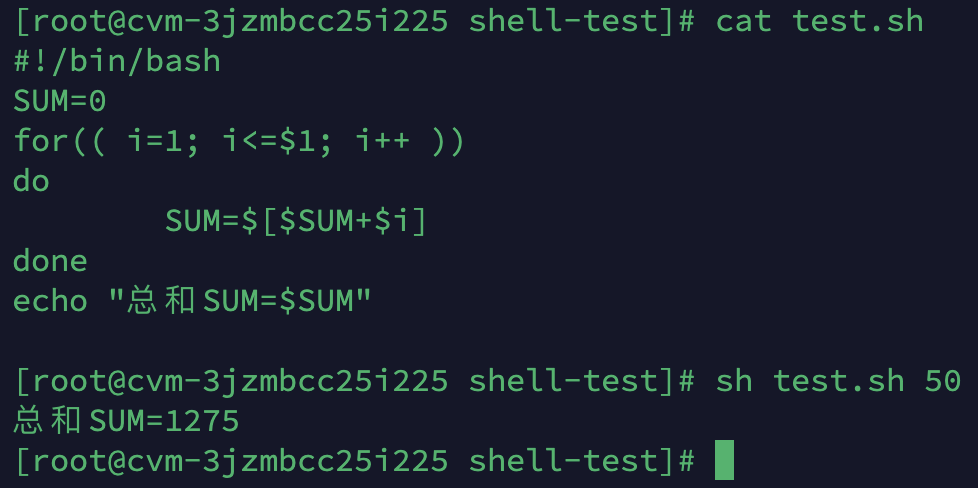 [root@cvm-3jzmbcc25i225 shell-test]# cat test.sh
#!/bin/bash
SUM=0
for(( i=1; i<=$1; i++ ))
do
        SUM=$[$SUM+$i]
done
echo "总和SUM=$SUM"
[root@cvm-3jzmbcc25i225 shell-test]# sh test.sh 50
总和SUM=1275
[root@cvm-3jzmbcc25i225 shell-test]#